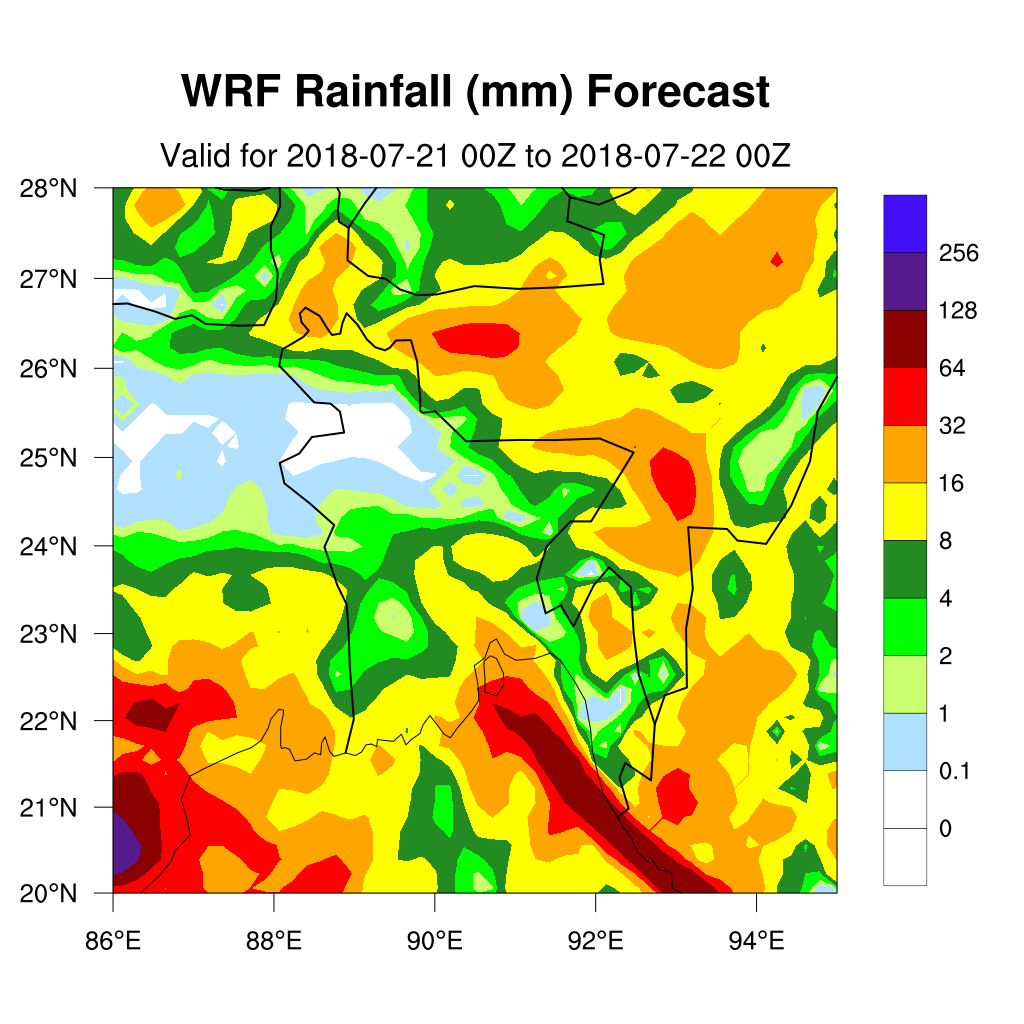 WRF Rainfall (mm) Forecast
Valid for 2018-07-21 00Z to 2018-07-22 00Z
28°N
27°N
26°N
25°N
24°N
23°N
22°N
21°N
20°N
86°E 88°E 90°E 92°E 94°E
256
128
64
32
16
8
4
2
1
0.1
0